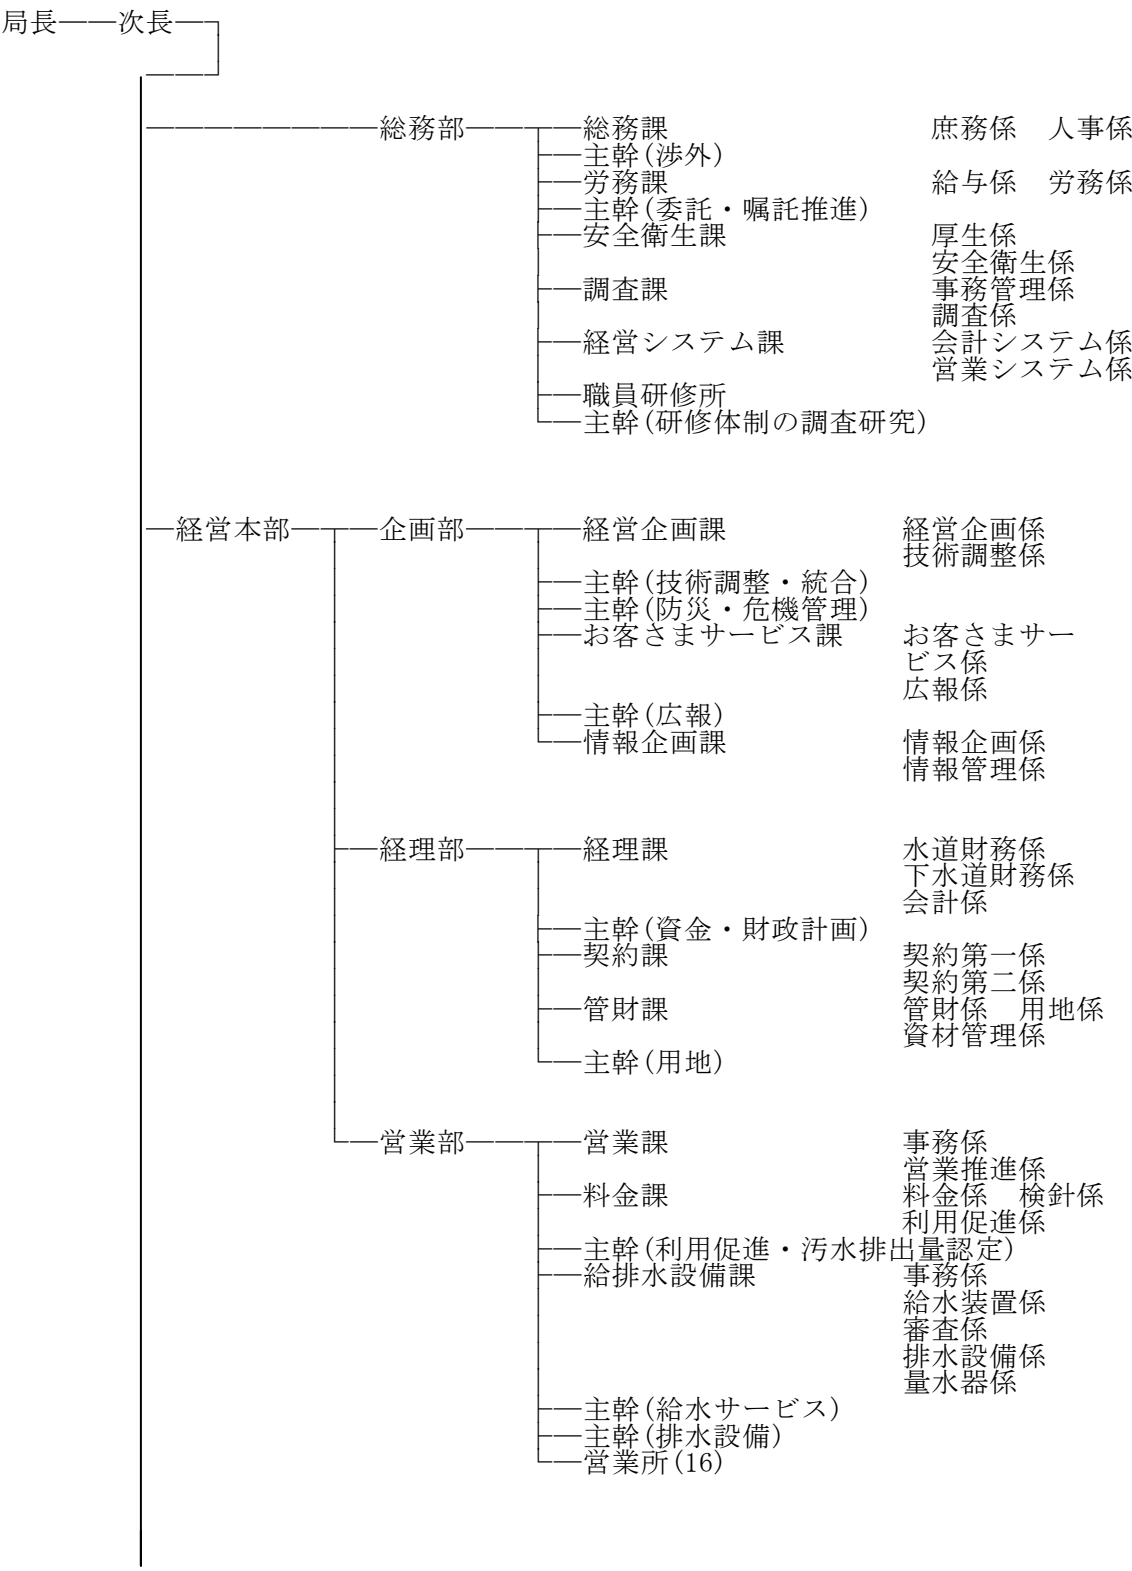 局長 次長
総務部 総務課 庶務係 人事係
主幹(渉外)
労務課 給与係 労務係
主幹(委託・嘱託推進)
安全衛生課 厚生係
安全衛生係
調査課 事務管理係
調査係
経営システム課 会計システム係
営業システム係
職員研修所
主幹(研修体制の調査研究)
経営本部 企画部 経営企画課 経営企画係
技術調整係
主幹(技術調整・統合)
主幹(防災・危機管理)
お客さまサービス課 お客さまサー
ビス係
広報係
主幹(広報)
情報企画課 情報企画係
情報管理係
経理部 経理課 水道財務係
下水道財務係
会計係
主幹(資金・財政計画)
契約課 契約第一係
契約第二係
管財課 管財係 用地係
資材管理係
主幹(用地)
営業部 営業課 事務係
営業推進係
料金課 料金係 検針係
利用促進係
主幹(利用促進・汚水排出量認定)
給排水設備課 事務係
給水装置係
審査係
排水設備係
量水器係
主幹(給水サービス)
主幹(排水設備)
営業所(16)